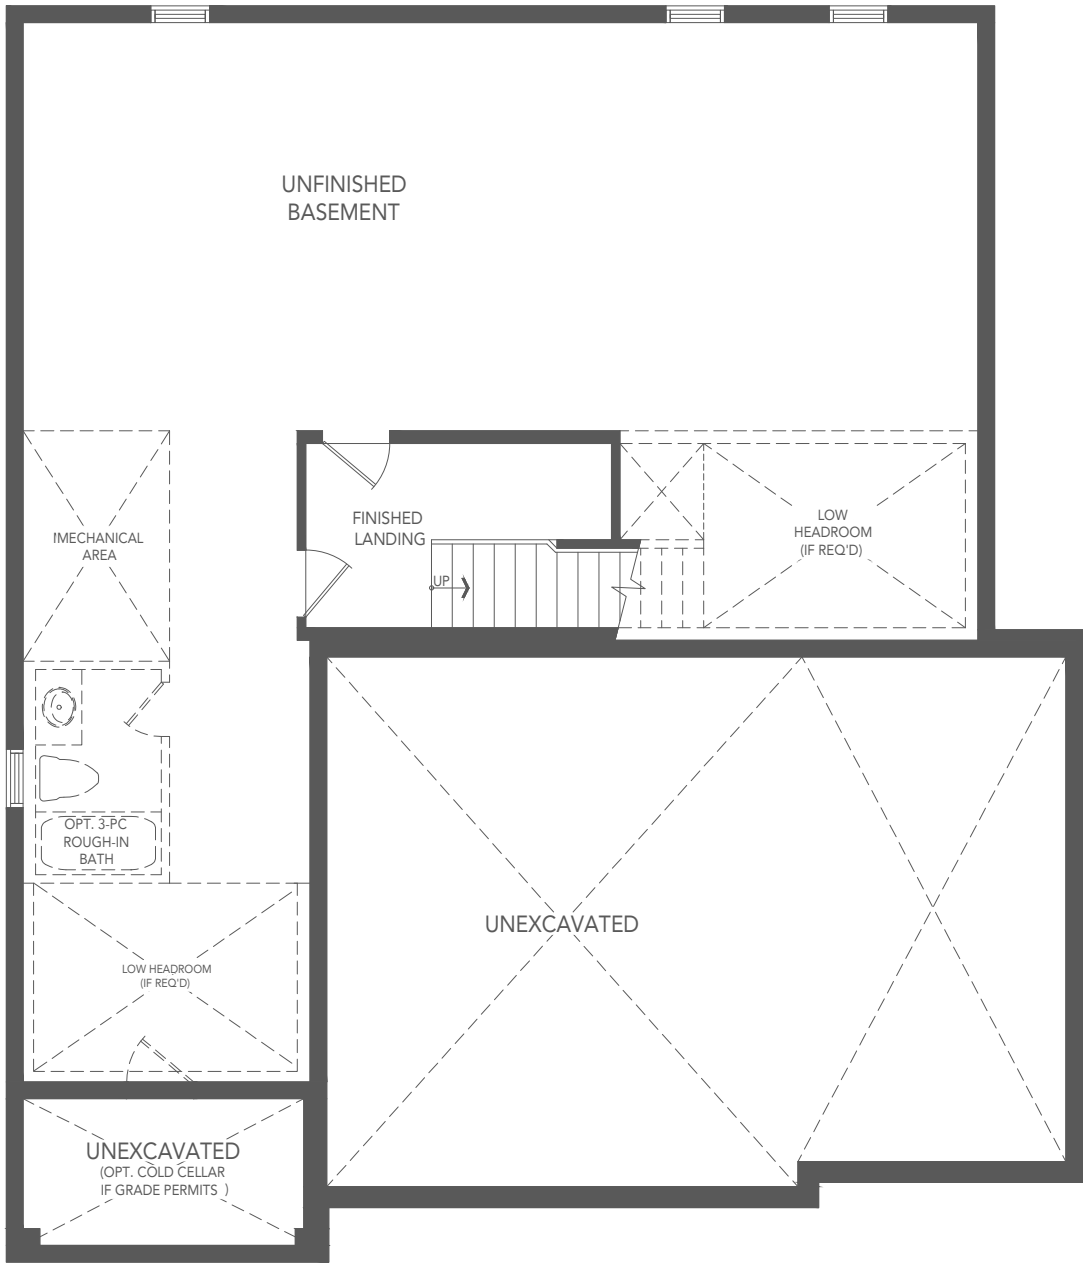 UNFINISHED
BASEMENT
MECHANICAL
AREA
FINISHED
LANDING
UP
LOW
HEADROOM
(IF REQ'D)
OPT. 3-PC
ROUGH-IN
BATH
UNEXCAVATED
LOW HEADROOM
(IF REQ'D)
UNEXCAVATED
(OPT. COLD CELLAR
IF GRADE PERMITS )